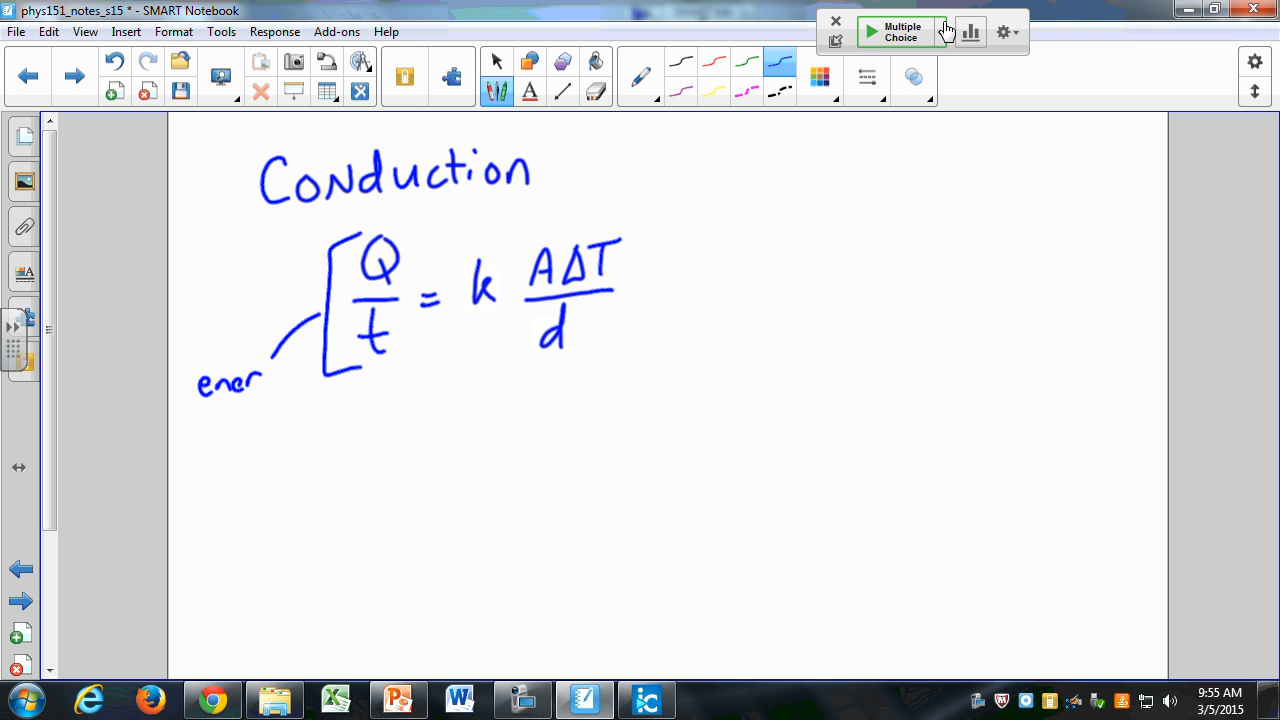 phys151_notes_s15 * - SMART Notebook
File Edit View Insert Format Tools Response Add-ons Help
Multiple
Choice
A
Conduction
Q/t = k AΔT/d
ener
9:55 AM
3/5/2015